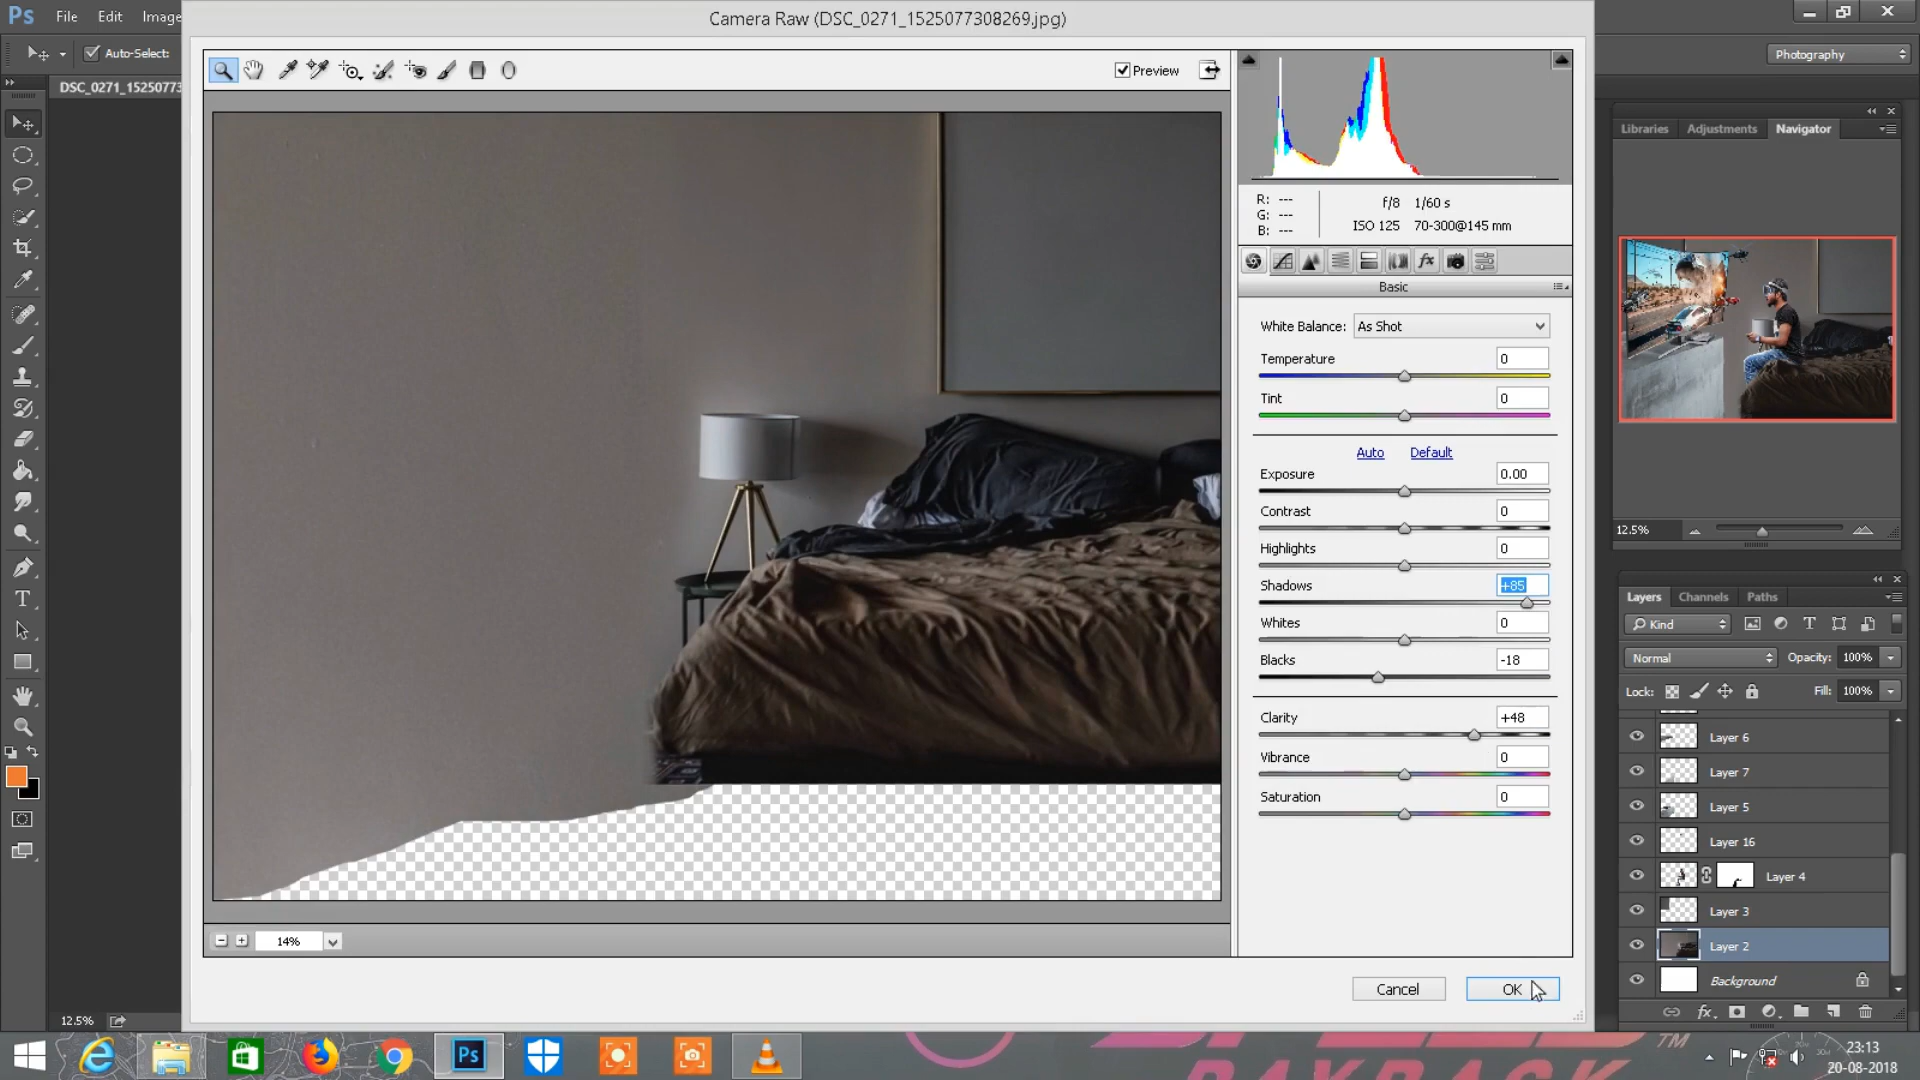 Ps File Edit Image
Camera Raw (DSC_0271_1525077308269.jpg)
Auto-Select:
Photography
DSC_0271_15250773
Preview
R: ---
G: ---
B: ---
f/8 1/60 s
ISO 125 70-300@145 mm
Basic
White Balance: As Shot
Temperature 0
Tint 0
Auto Default
Exposure 0.00
Contrast 0
Highlights 0
Shadows +85
Whites 0
Blacks -18
Clarity +48
Vibrance 0
Saturation 0
14%
Cancel OK
Libraries Adjustments Navigator
12.5%
Layers Channels Paths
Kind
Normal Opacity: 100%
Lock: Fill: 100%
Layer 6
Layer 7
Layer 5
Layer 16
Layer 4
Layer 3
Layer 2
Background
12.5%
Ps
PAYBACK TM
23:13
20-08-2018